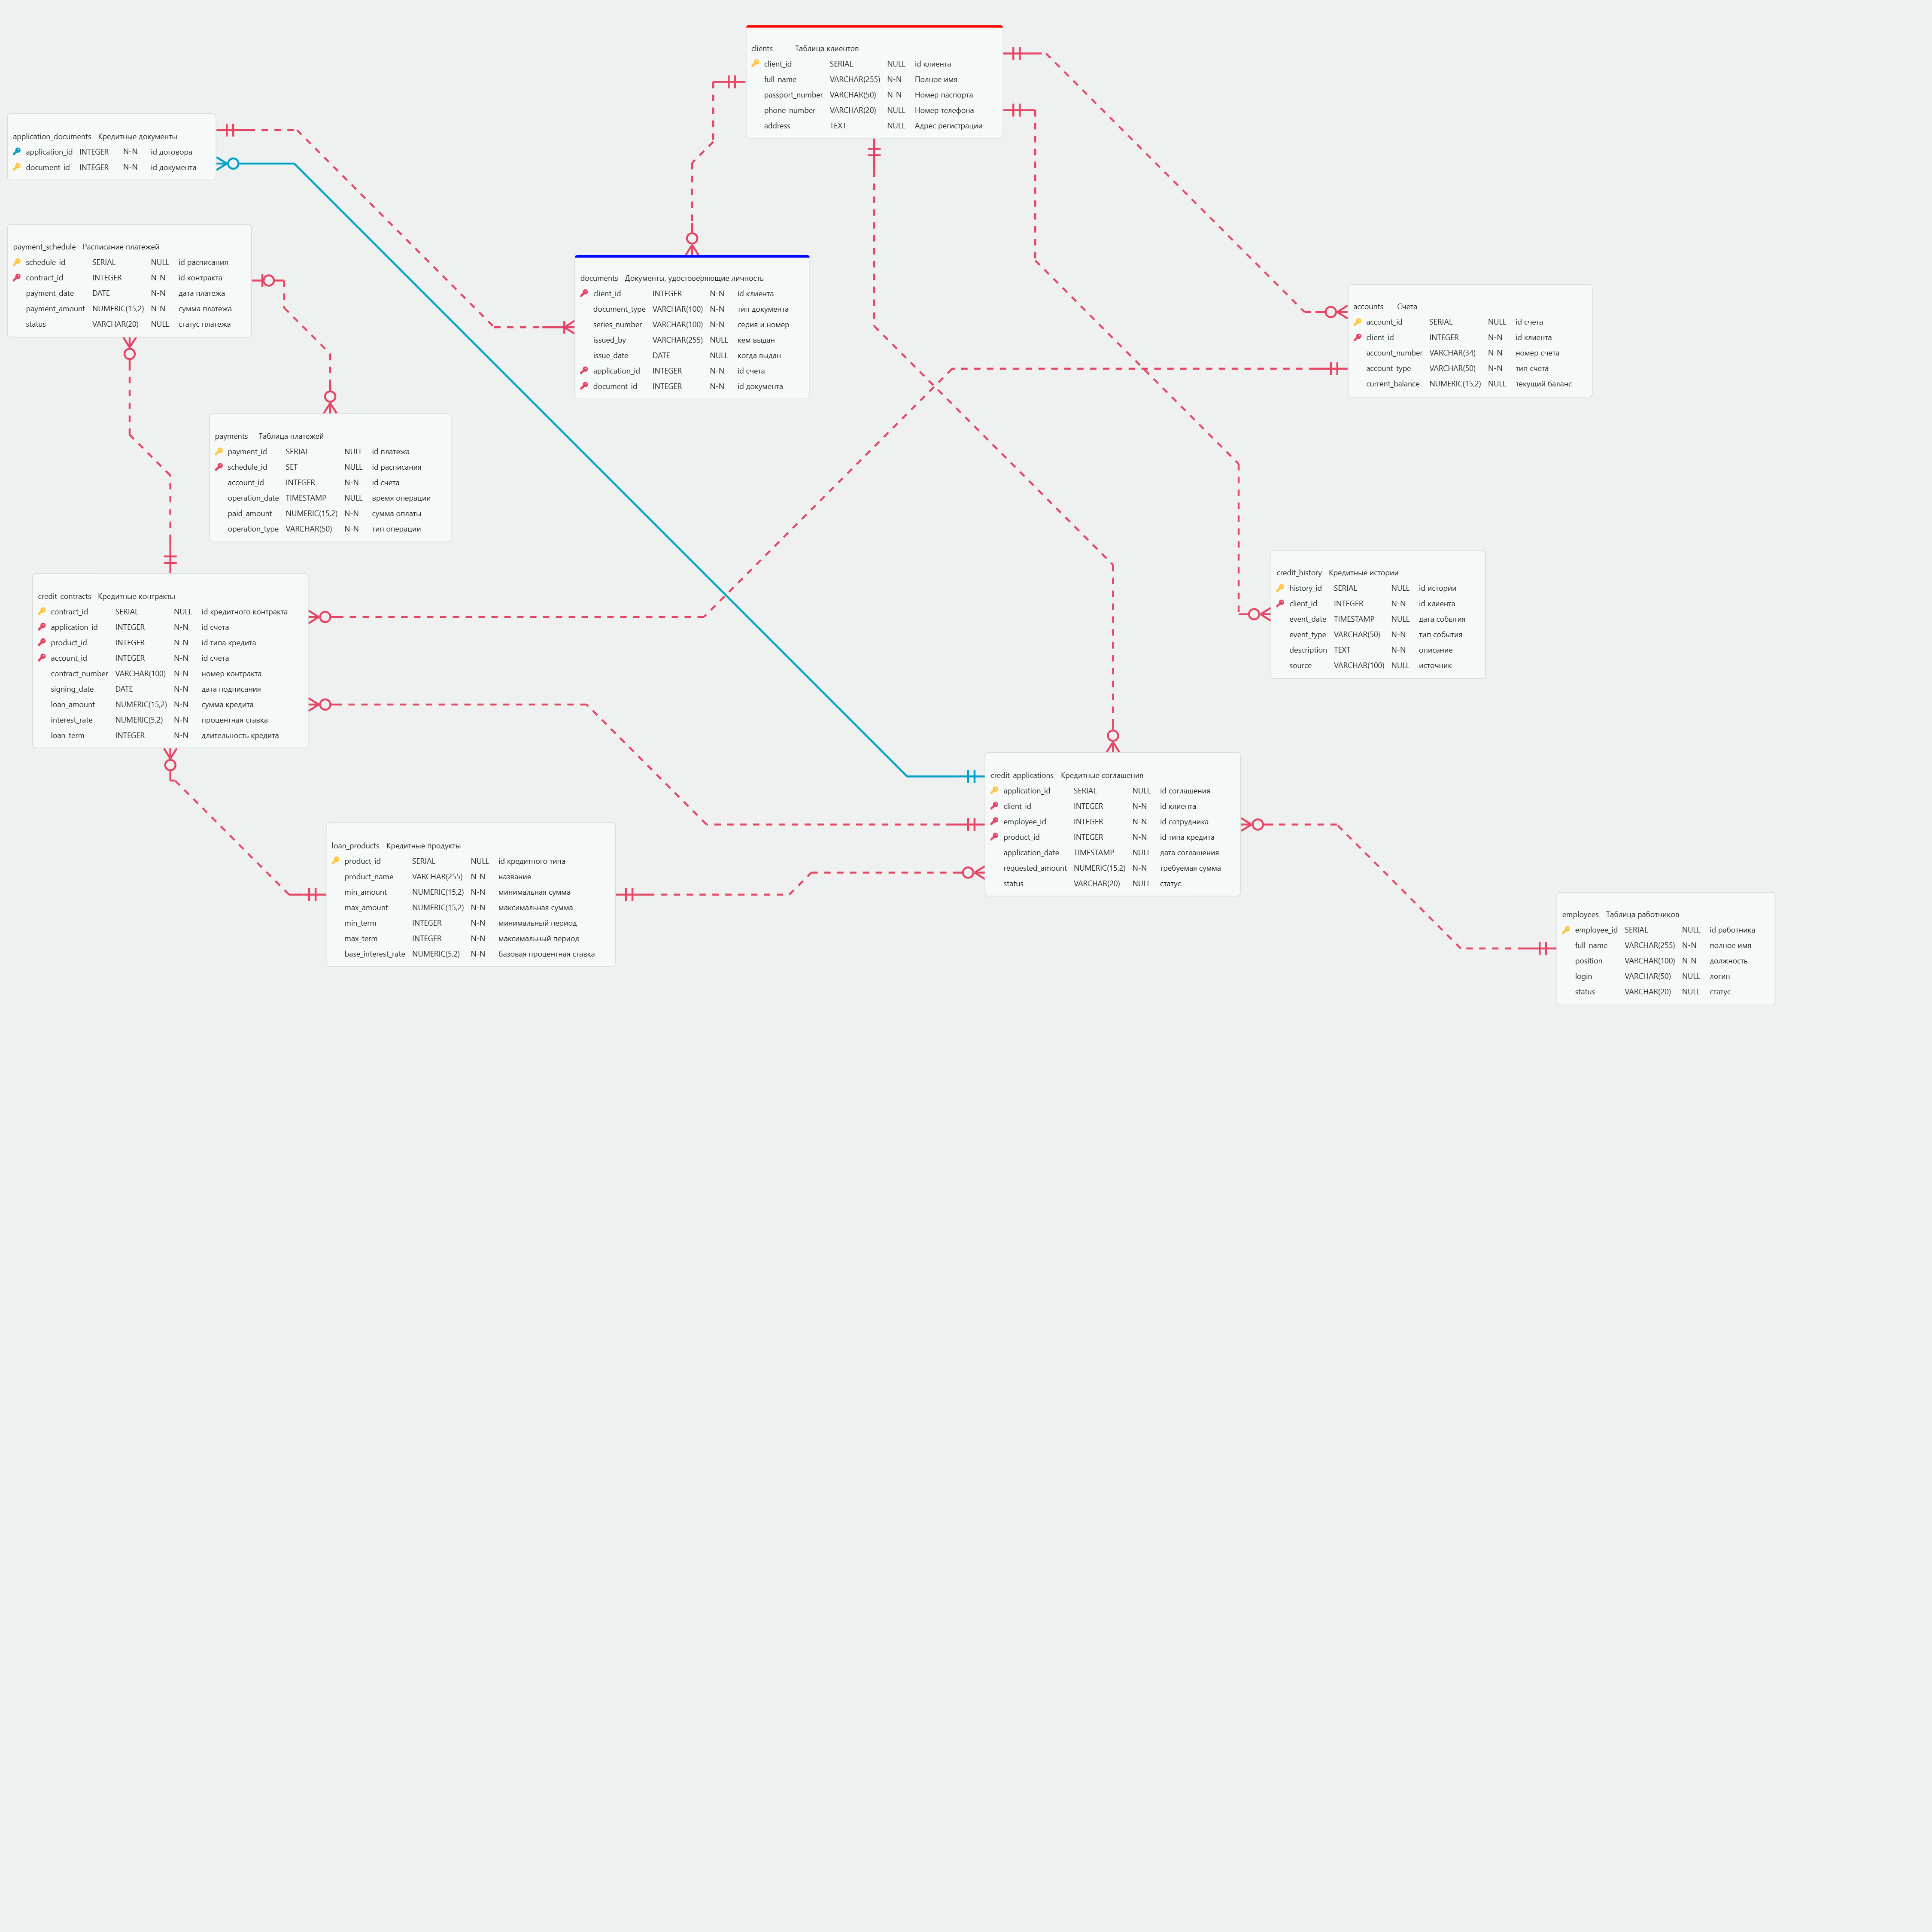 clients Таблица клиентов
client_id SERIAL NULL id клиента
full_name VARCHAR(255) N-N Полное имя
passport_number VARCHAR(50) N-N Номер паспорта
phone_number VARCHAR(20) NULL Номер телефона
address TEXT NULL Адрес регистрации
application_documents Кредитные документы
application_id INTEGER N-N id договора
document_id INTEGER N-N id документа
payment_schedule Расписание платежей
schedule_id SERIAL NULL id расписания
contract_id INTEGER N-N id контракта
payment_date DATE N-N дата платежа
payment_amount NUMERIC(15,2) N-N сумма платежа
status VARCHAR(20) NULL статус платежа
documents Документы, удостоверяющие личность
client_id INTEGER N-N id клиента
document_type VARCHAR(100) N-N тип документа
series_number VARCHAR(100) N-N серия и номер
issued_by VARCHAR(255) NULL кем выдан
issue_date DATE NULL когда выдан
application_id INTEGER N-N id счета
document_id INTEGER N-N id документа
accounts Счета
account_id SERIAL NULL id счета
client_id INTEGER N-N id клиента
account_number VARCHAR(34) N-N номер счета
account_type VARCHAR(50) N-N тип счета
current_balance NUMERIC(15,2) NULL текущий баланс
payments Таблица платежей
payment_id SERIAL NULL id платежа
schedule_id SET NULL id расписания
account_id INTEGER N-N id счета
operation_date TIMESTAMP NULL время операции
paid_amount NUMERIC(15,2) N-N сумма оплаты
operation_type VARCHAR(50) N-N тип операции
credit_history Кредитные истории
history_id SERIAL NULL id истории
client_id INTEGER N-N id клиента
event_date TIMESTAMP NULL дата события
event_type VARCHAR(50) N-N тип события
description TEXT N-N описание
source VARCHAR(100) NULL источник
credit_contracts Кредитные контракты
contract_id SERIAL NULL id кредитного контракта
application_id INTEGER N-N id счета
product_id INTEGER N-N id типа кредита
account_id INTEGER N-N id счета
contract_number VARCHAR(100) N-N номер контракта
signing_date DATE N-N дата подписания
loan_amount NUMERIC(15,2) N-N сумма кредита
interest_rate NUMERIC(5,2) N-N процентная ставка
loan_term INTEGER N-N длительность кредита
credit_applications Кредитные соглашения
application_id SERIAL NULL id соглашения
client_id INTEGER N-N id клиента
employee_id INTEGER N-N id сотрудника
product_id INTEGER N-N id типа кредита
application_date TIMESTAMP NULL дата соглашения
requested_amount NUMERIC(15,2) N-N требуемая сумма
status VARCHAR(20) NULL статус
loan_products Кредитные продукты
product_id SERIAL NULL id кредитного типа
product_name VARCHAR(255) N-N название
min_amount NUMERIC(15,2) N-N минимальная сумма
max_amount NUMERIC(15,2) N-N максимальная сумма
min_term INTEGER N-N минимальный период
max_term INTEGER N-N максимальный период
base_interest_rate NUMERIC(5,2) N-N базовая процентная ставка
employees Таблица работников
employee_id SERIAL NULL id работника
full_name VARCHAR(255) N-N полное имя
position VARCHAR(100) N-N должность
login VARCHAR(50) NULL логин
status VARCHAR(20) NULL статус